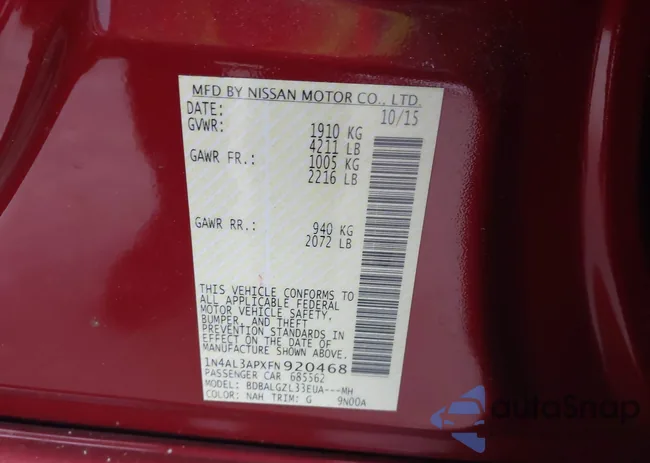 MFD BY NISSAN MOTOR CO., LTD.
DATE: 10/15
GVWR: 1910 KG
4211 LB
GAWR FR.: 1005 KG
2216 LB
GAWR RR.: 940 KG
2072 LB
THIS VEHICLE CONFORMS TO
ALL APPLICABLE FEDERAL
MOTOR VEHICLE SAFETY,
BUMPER, AND THEFT
PREVENTION STANDARDS IN
EFFECT ON THE DATE OF
MANUFACTURE SHOWN ABOVE.
1N4AL3APXFN920468
PASSENGER CAR 685562
MODEL: BDBALGZL33EUA---MH
COLOR: NAH TRIM: G 9N00A
autoSnap